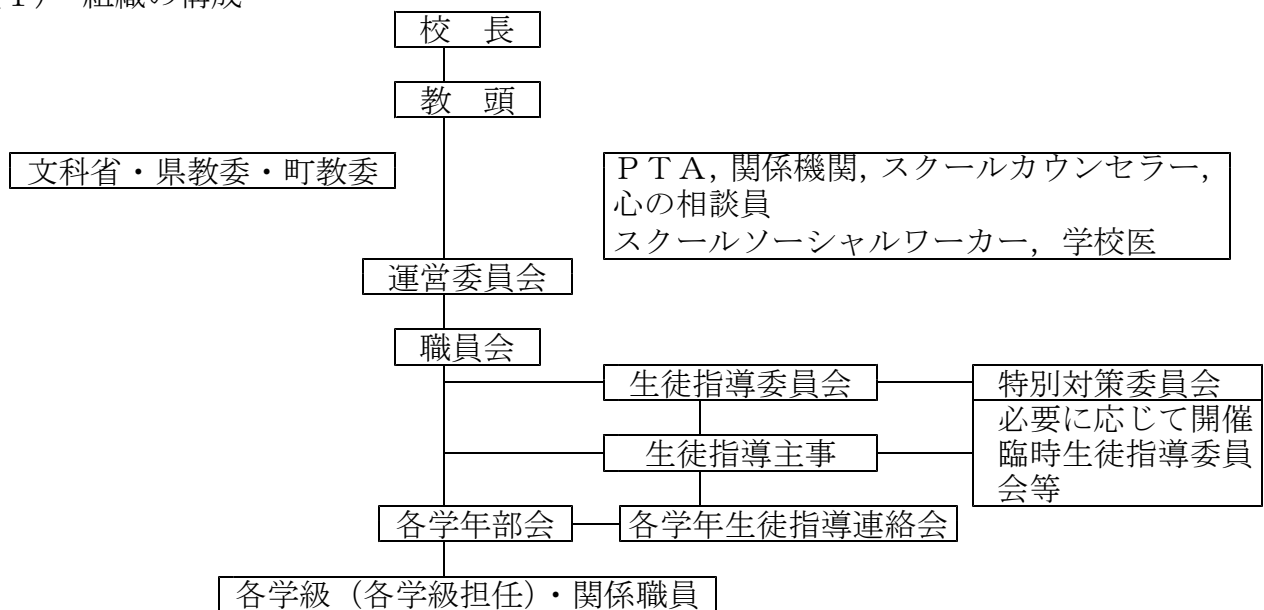 （１） 組織の構成
校　長
教　頭
文科省・県教委・町教委
ＰＴＡ, 関係機関, スクールカウンセラー,
心の相談員
スクールソーシャルワーカー, 学校医
運営委員会
職員会
生徒指導委員会
特別対策委員会
必要に応じて開催
臨時生徒指導委員
会等
生徒指導主事
各学年部会
各学年生徒指導連絡会
各学級（各学級担任）・関係職員